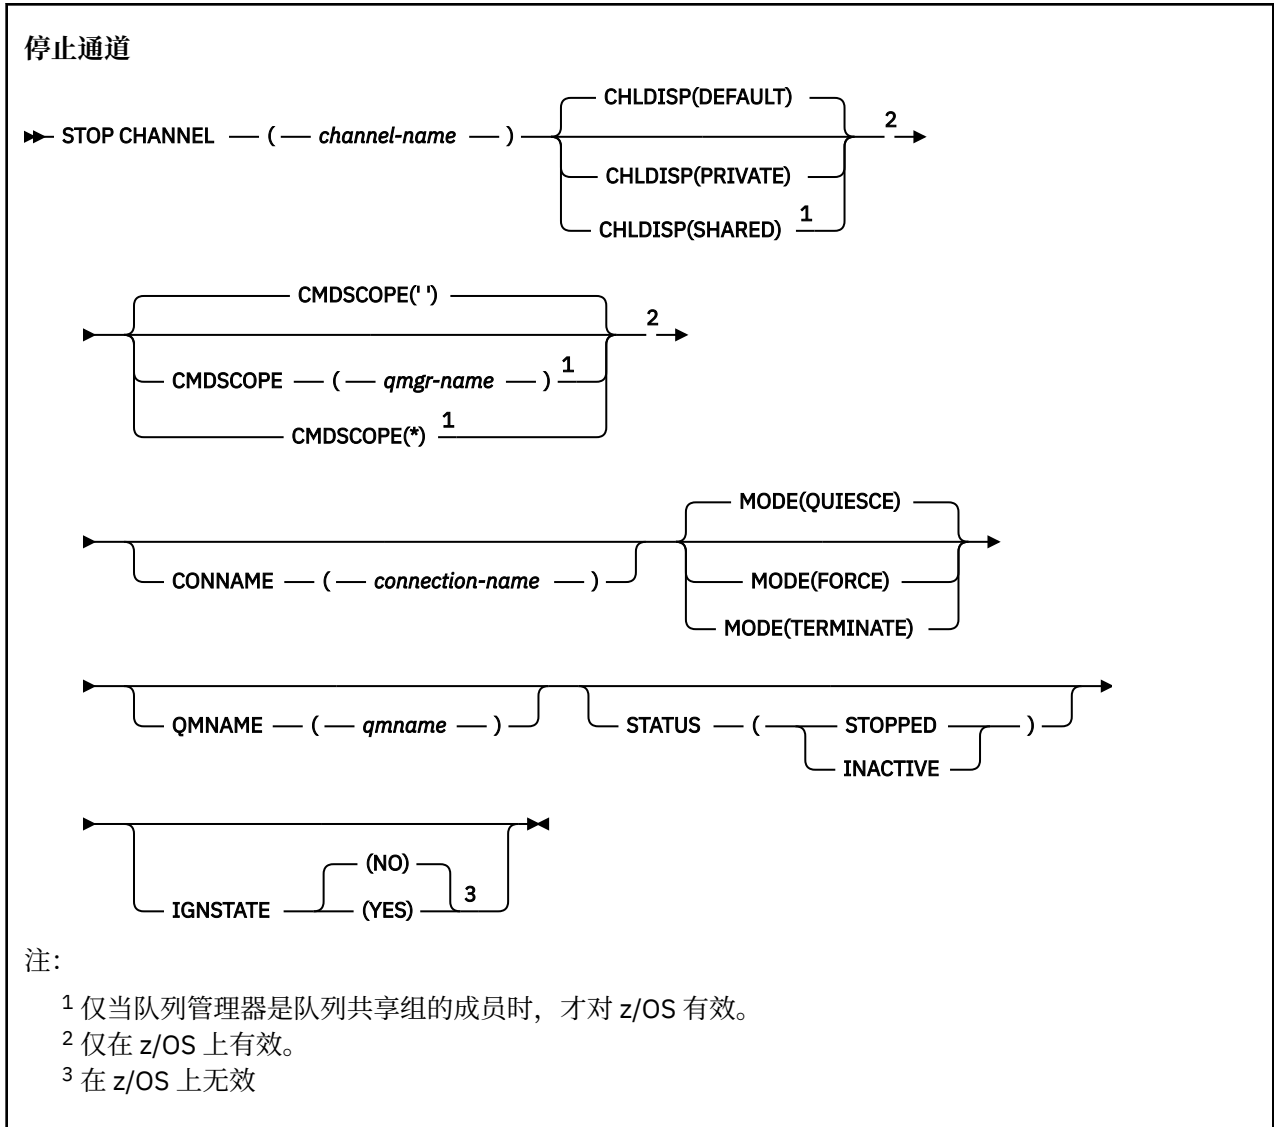 停止通道
CHLDISP(DEFAULT)
STOP CHANNEL ( channel-name ) 2
CHLDISP(PRIVATE)
CHLDISP(SHARED) 1
CMDSCOPE(' ')
2
CMDSCOPE ( qmgr-name ) 1
CMDSCOPE(*) 1
MODE(QUIESCE)
CONNAME ( connection-name ) MODE(FORCE)
MODE(TERMINATE)
QMNAME ( qmname ) STATUS ( STOPPED )
INACTIVE
(NO)
IGNSTATE (YES) 3
注：
1 仅当队列管理器是队列共享组的成员时，才对 z/OS 有效。
2 仅在 z/OS 上有效。
3 在 z/OS 上无效